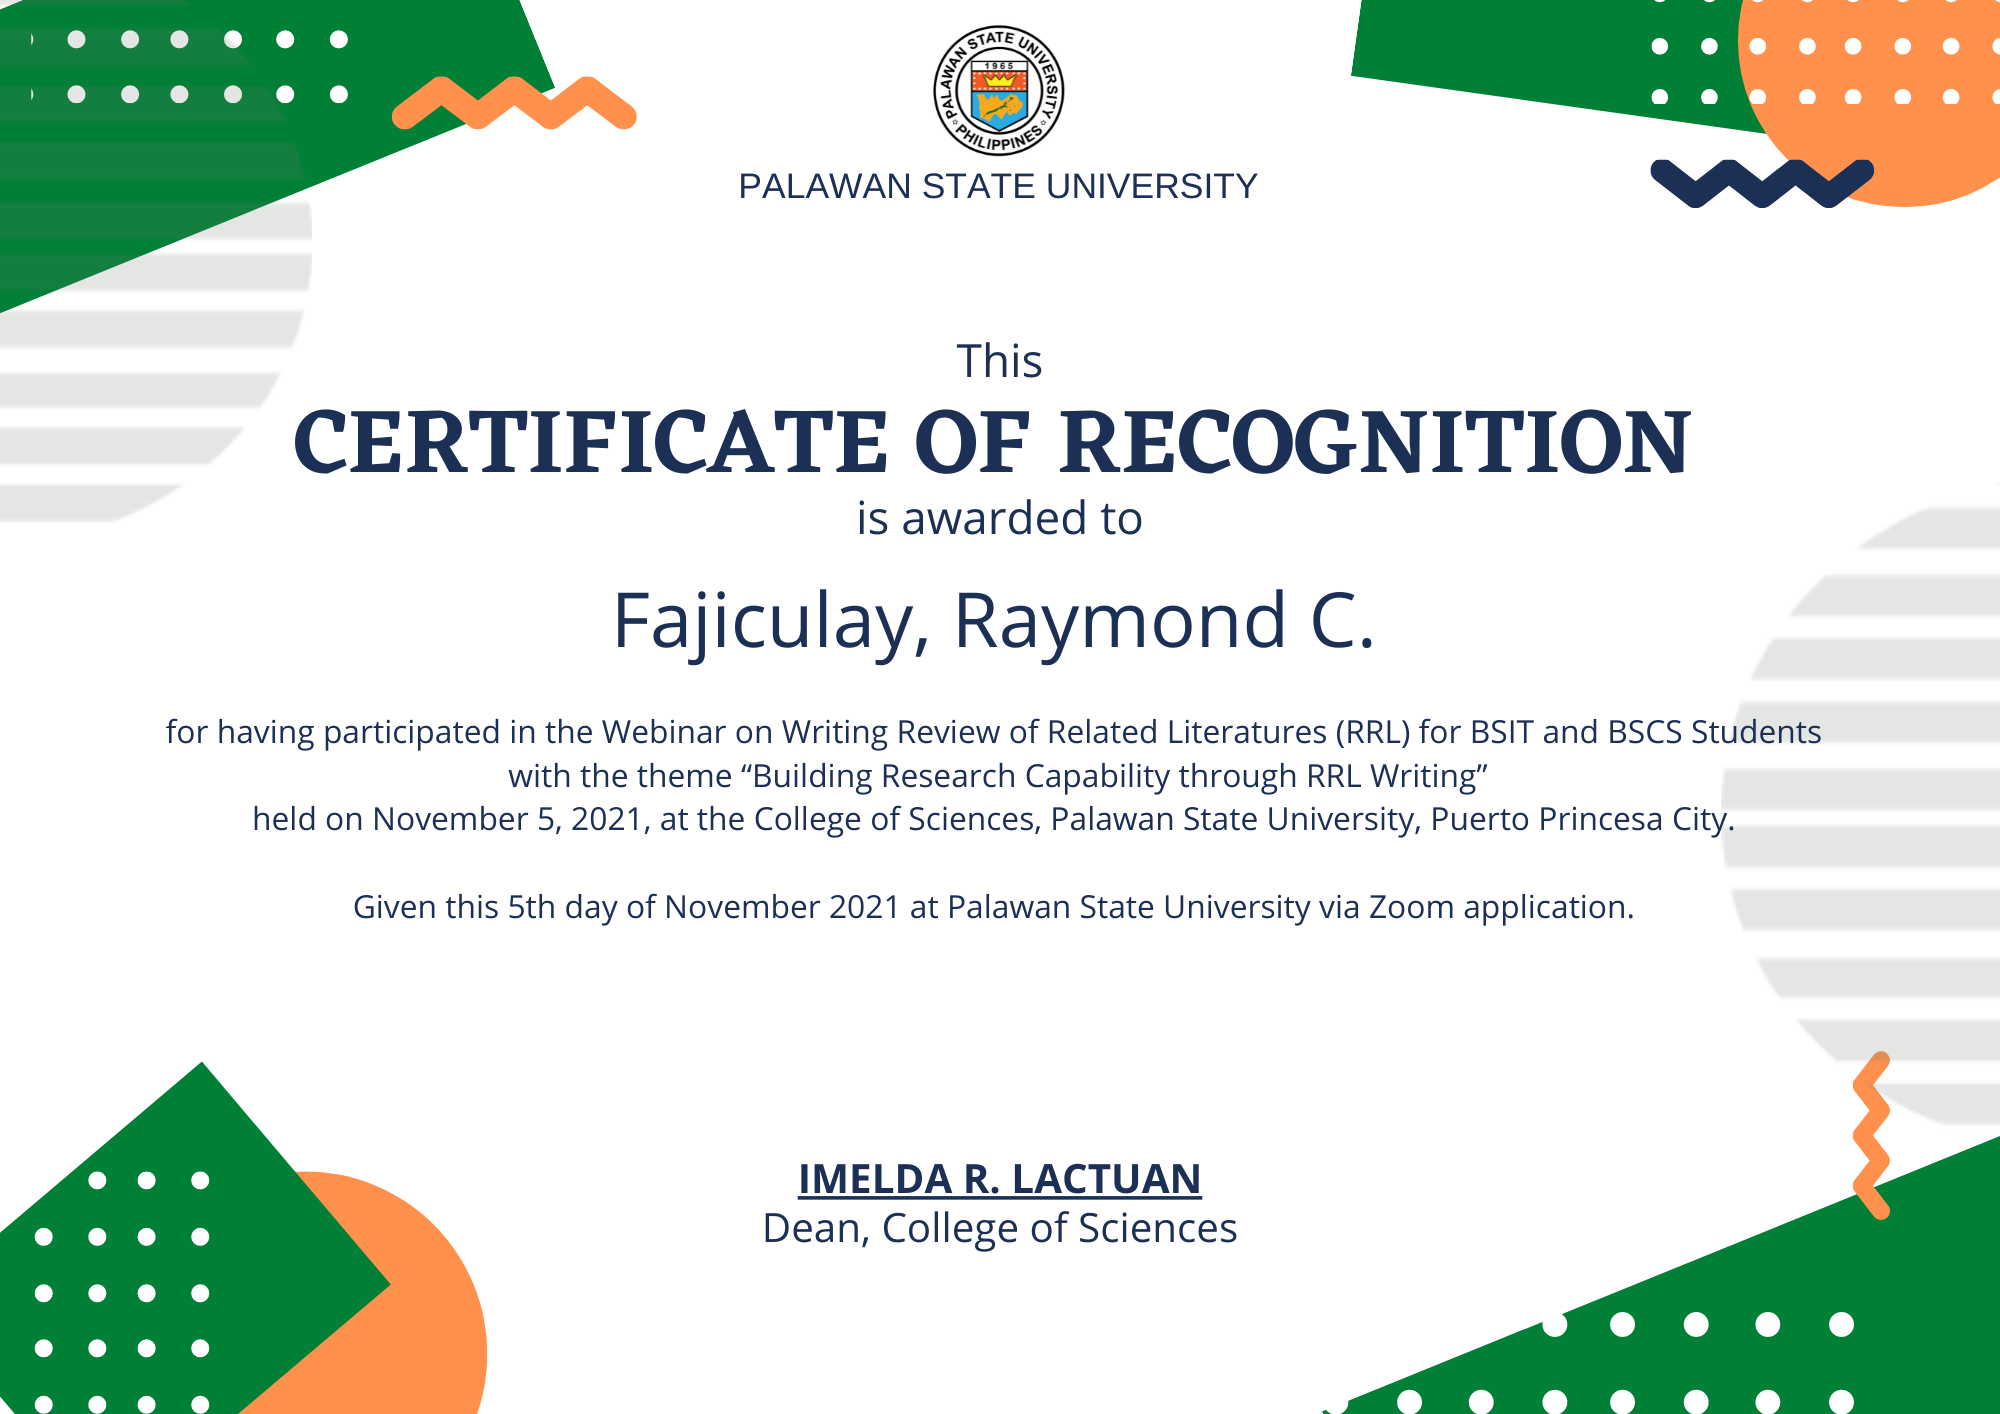 PALAWAN STATE UNIVERSITY
1965
PHILIPPINES
PALAWAN STATE UNIVERSITY
This
CERTIFICATE OF RECOGNITION
is awarded to
Fajiculay, Raymond C.
for having participated in the Webinar on Writing Review of Related Literatures (RRL) for BSIT and BSCS Students
with the theme “Building Research Capability through RRL Writing”
held on November 5, 2021, at the College of Sciences, Palawan State University, Puerto Princesa City.
Given this 5th day of November 2021 at Palawan State University via Zoom application.
IMELDA R. LACTUAN
Dean, College of Sciences